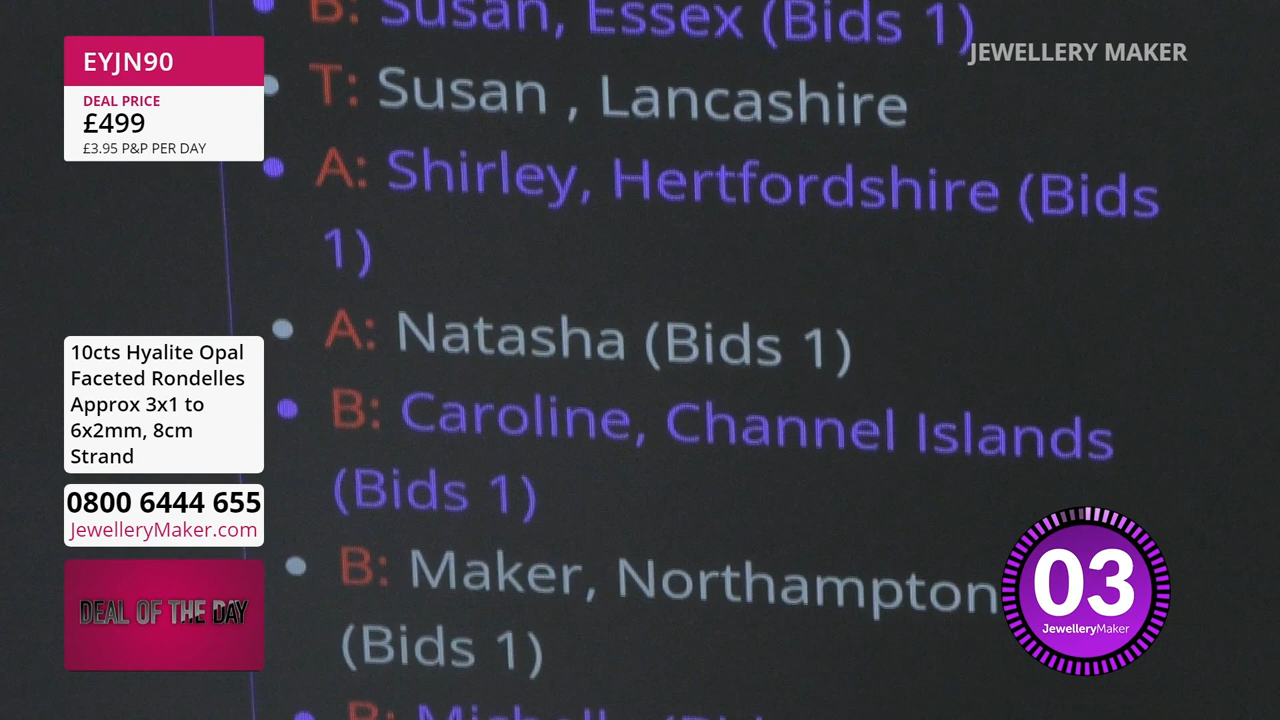 B: Susan, Essex (Bids 1)
JEWELLERY MAKER
EYJN90
DEAL PRICE
£499
£3.95 P&P PER DAY
T: Susan , Lancashire
A: Shirley, Hertfordshire (Bids
1)
A: Natasha (Bids 1)
B: Caroline, Channel Islands
(Bids 1)
B: Maker, Northampton
(Bids 1)
10cts Hyalite Opal
Faceted Rondelles
Approx 3x1 to
6x2mm, 8cm
Strand
0800 6444 655
JewelleryMaker.com
DEAL OF THE DAY
03
JewelleryMaker